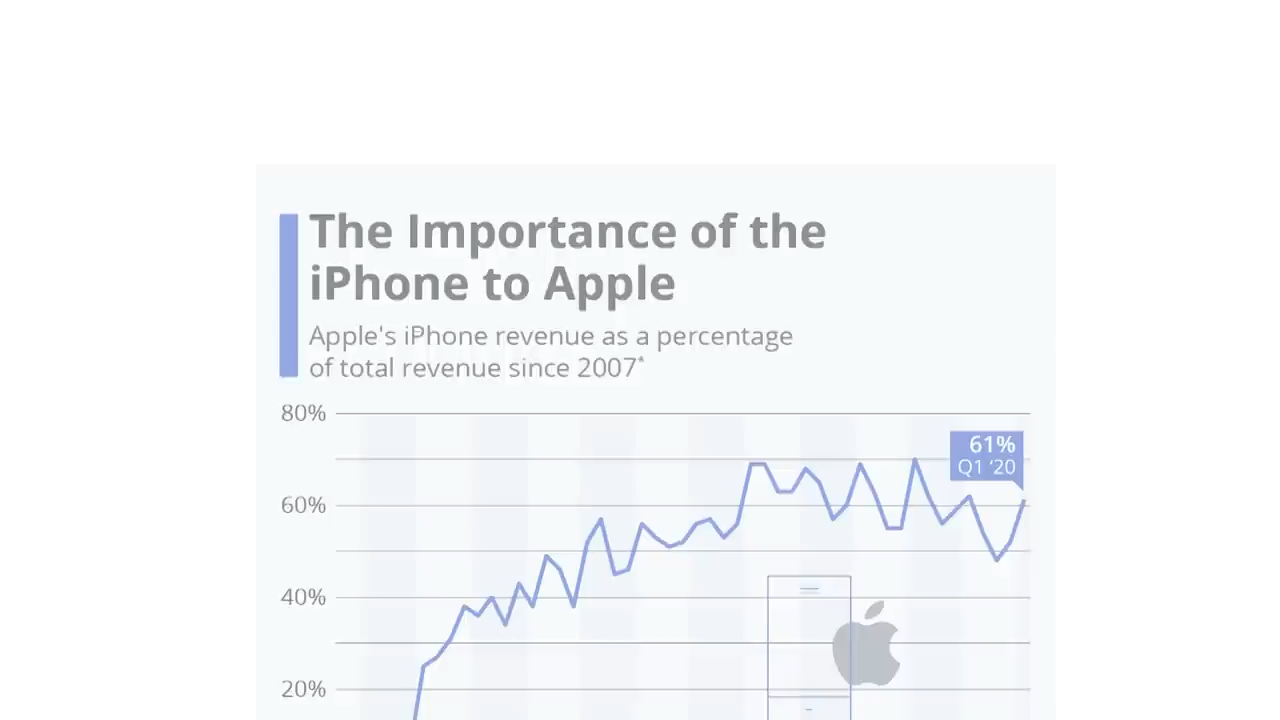 The Importance of the
iPhone to Apple
Apple's iPhone revenue as a percentage
of total revenue since 2007*
80%
61%
Q1 ‘20
60%
40%
20%